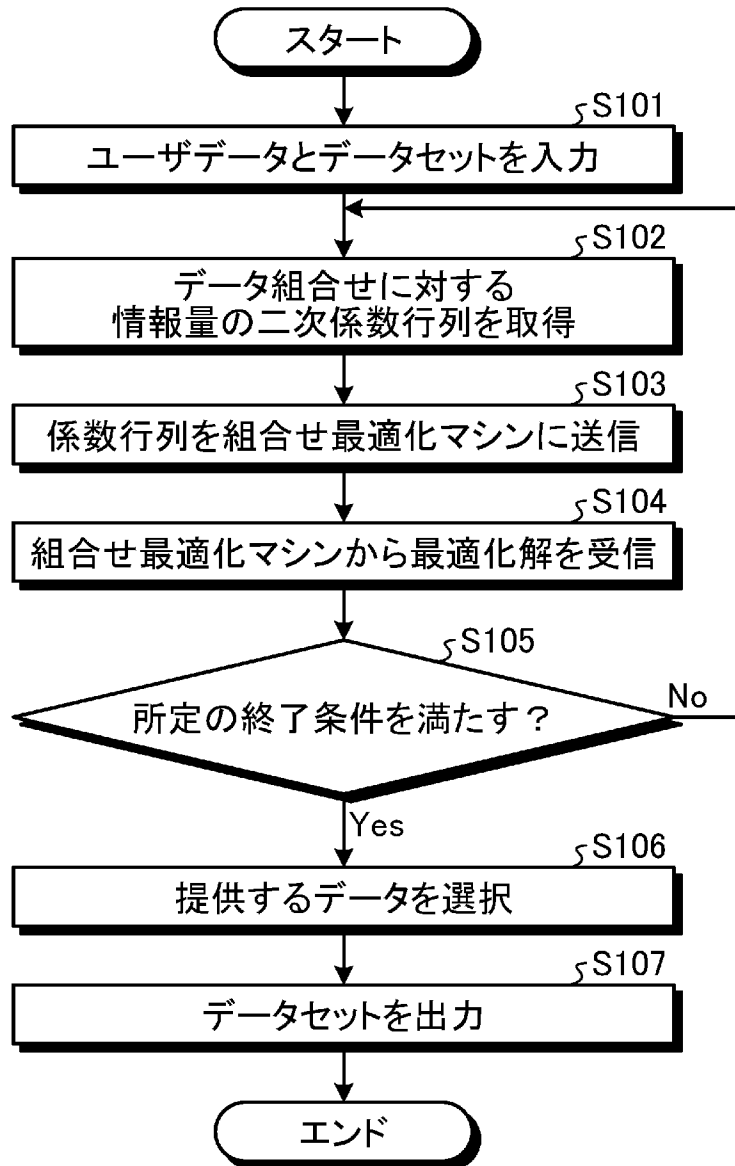 スタート
S101
ユーザデータとデータセットを入力
S102
データ組合せに対する
情報量の二次係数行列を取得
S103
係数行列を組合せ最適化マシンに送信
S104
組合せ最適化マシンから最適化解を受信
S105
所定の終了条件を満たす?
No
Yes
S106
提供するデータを選択
S107
データセットを出力
エンド